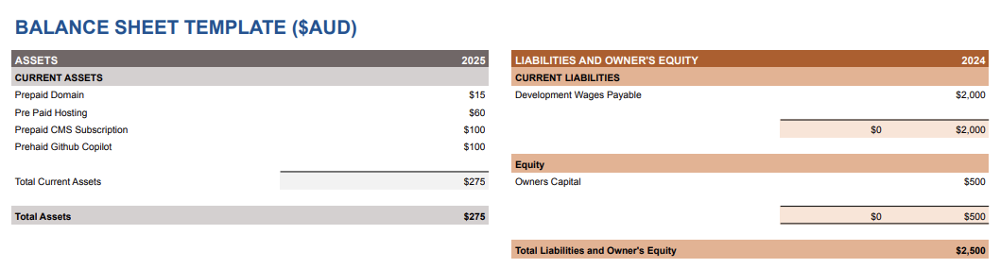 BALANCE SHEET TEMPLATE ($AUD)
ASSETS 2025
CURRENT ASSETS
Prepaid Domain $15
Pre Paid Hosting $60
Prepaid CMS Subscription $100
Prehaid Github Copilot $100
Total Current Assets $275
Total Assets $275
LIABILITIES AND OWNER'S EQUITY 2024
CURRENT LIABILITIES
Development Wages Payable $2,000
$0 $2,000
Equity
Owners Capital $500
$0 $500
Total Liabilities and Owner's Equity $2,500